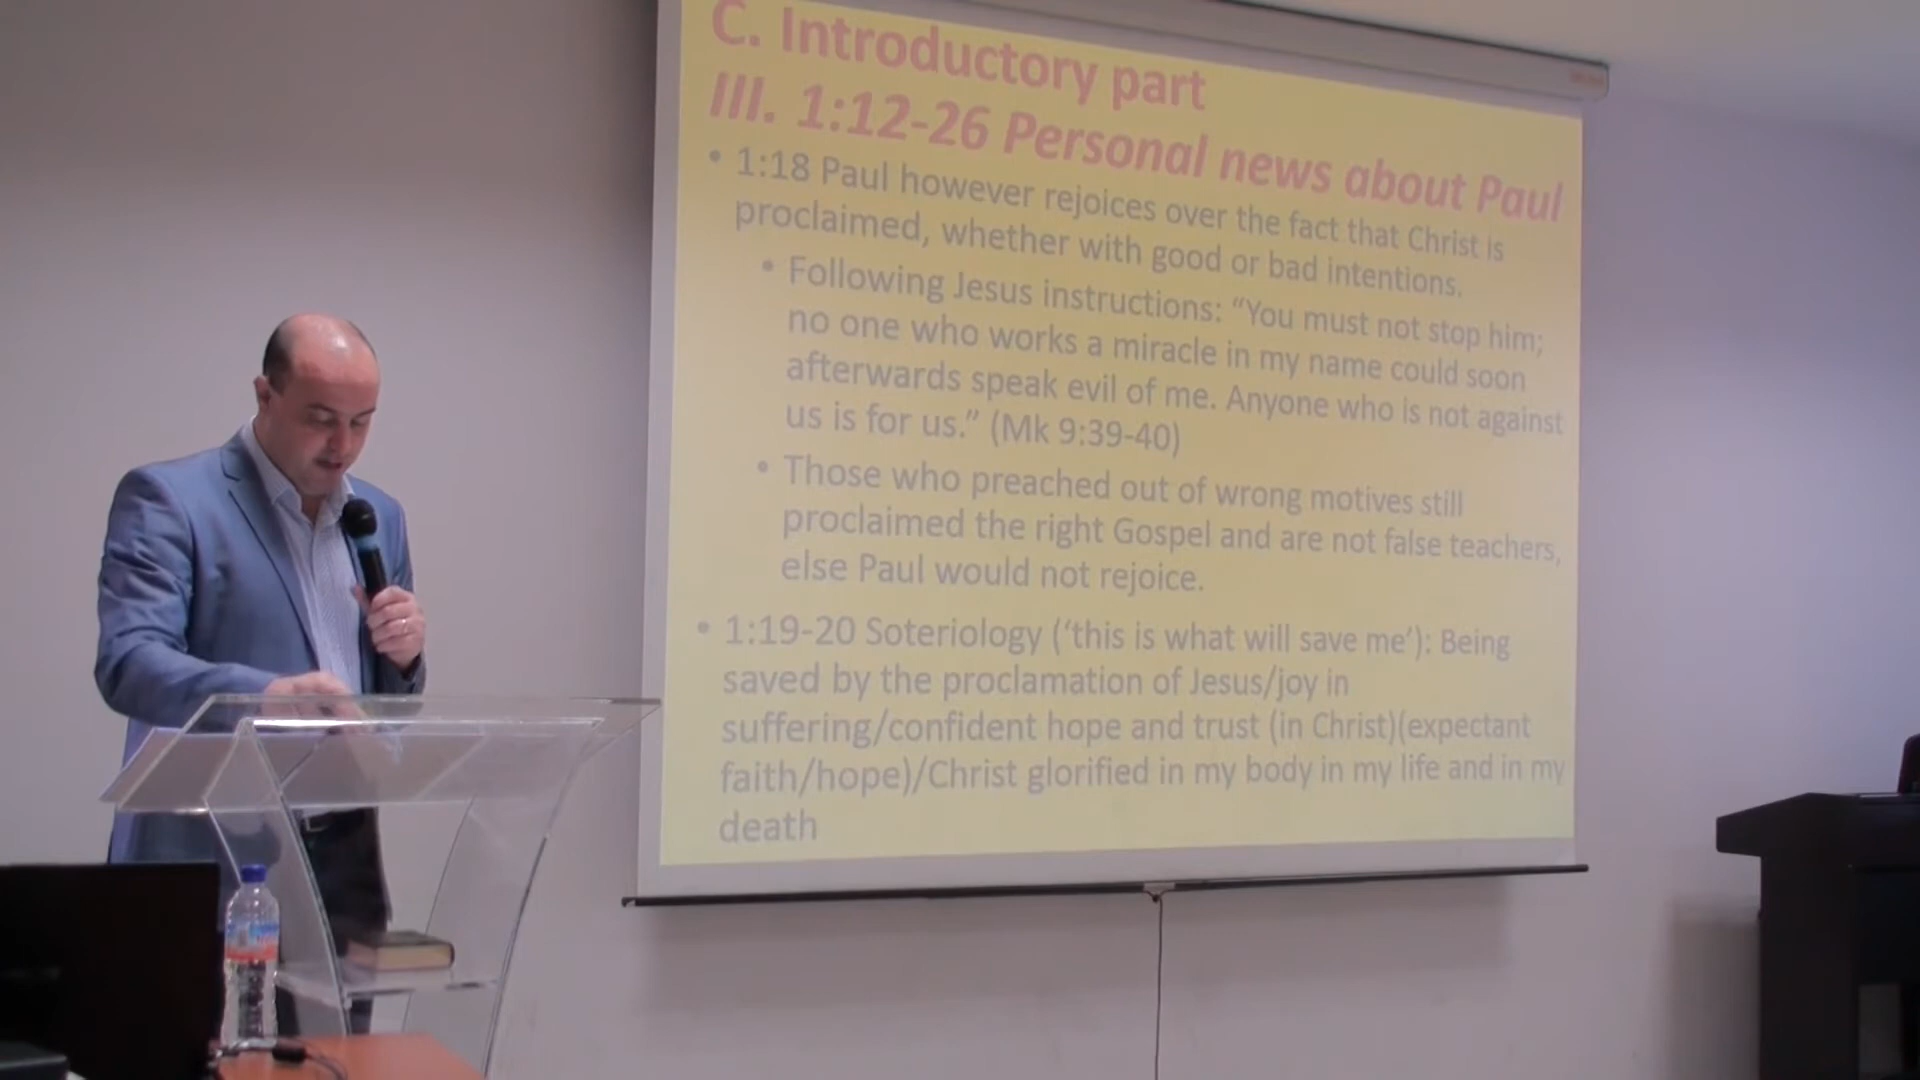 C. Introductory part
III. 1:12-26 Personal news about Paul
• 1:18 Paul however rejoices over the fact that Christ is
proclaimed, whether with good or bad intentions.
• Following Jesus instructions: “You must not stop him;
no one who works a miracle in my name could soon
afterwards speak evil of me. Anyone who is not against
us is for us.” (Mk 9:39-40)
• Those who preached out of wrong motives still
proclaimed the right Gospel and are not false teachers,
else Paul would not rejoice.
• 1:19-20 Soteriology (‘this is what will save me’): Being
saved by the proclamation of Jesus/joy in
suffering/confident hope and trust (in Christ)(expectant
faith/hope)/Christ glorified in my body in my life and in my
death